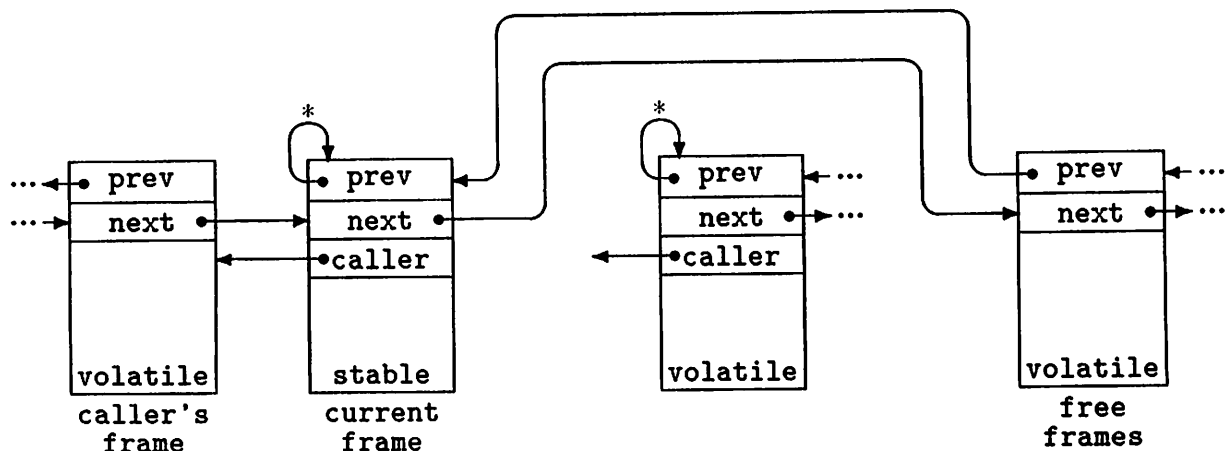 *
*
... prev
prev
prev ...
prev ...
... next
next
next ...
next ...
caller
caller
volatile
stable
volatile
volatile
caller's
frame
current
frame
free
frames